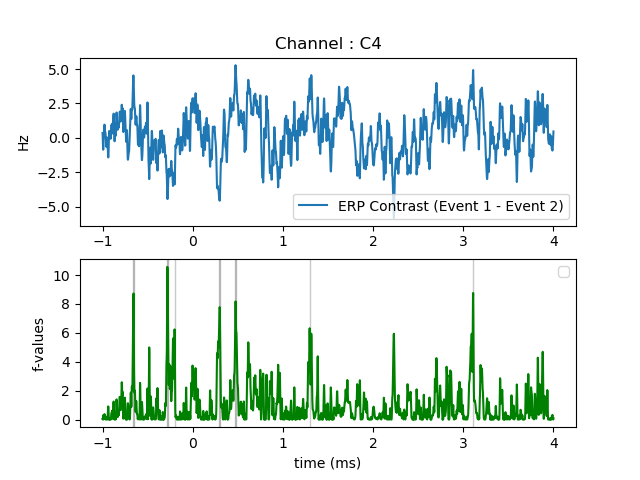 Channel : C4
5.0
2.5
0.0
−2.5
−5.0
Hz
ERP Contrast (Event 1 - Event 2)
−1 0 1 2 3 4
10
8
6
4
2
0
f-values
−1 0 1 2 3 4
time (ms)